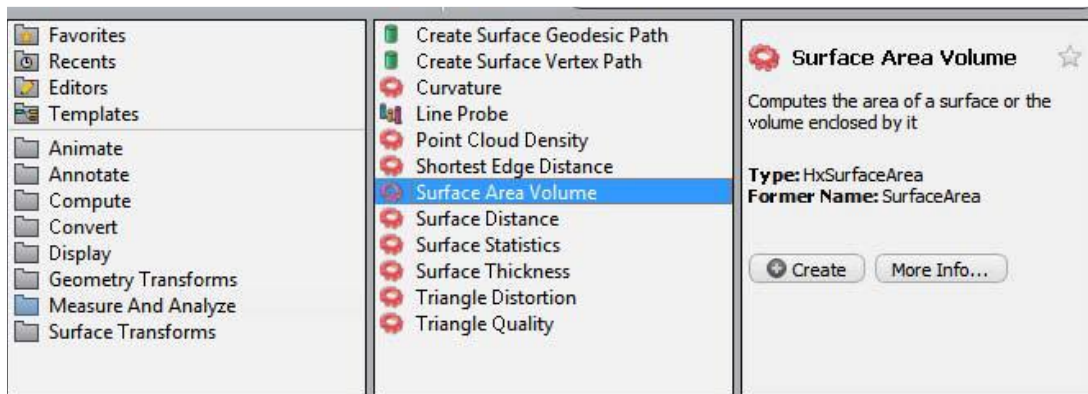 Favorites
Recents
Editors
Templates
Animate
Annotate
Compute
Convert
Display
Geometry Transforms
Measure And Analyze
Surface Transforms
Create Surface Geodesic Path
Create Surface Vertex Path
Curvature
Line Probe
Point Cloud Density
Shortest Edge Distance
Surface Area Volume
Surface Distance
Surface Statistics
Surface Thickness
Triangle Distortion
Triangle Quality
Surface Area Volume
Computes the area of a surface or the
volume enclosed by it
Type: HxSurfaceArea
Former Name: SurfaceArea
Create More Info...